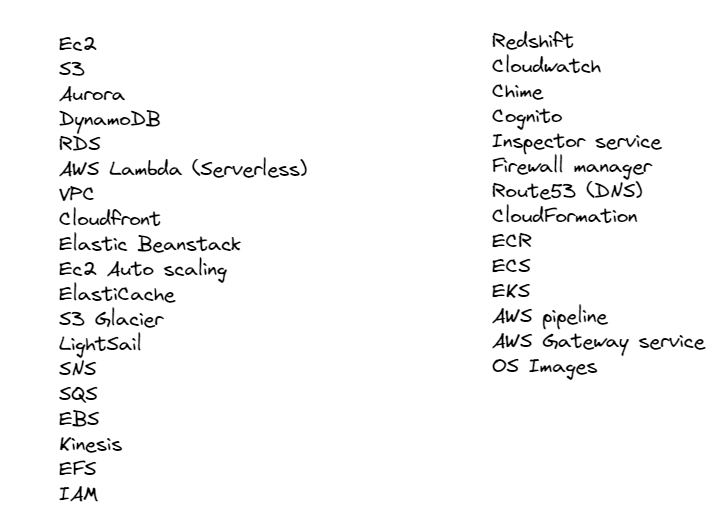 Ec2
S3
Aurora
DynamoDB
RDS
AWS Lambda (Serverless)
VPC
Cloudfront
Elastic Beanstack
Ec2 Auto scaling
ElastiCache
S3 Glacier
LightSail
SNS
SQS
EBS
Kinesis
EFS
IAM
Redshift
Cloudwatch
Chime
Cognito
Inspector service
Firewall manager
Route53 (DNS)
CloudFormation
ECR
ECS
EKS
AWS pipeline
AWS Gateway service
OS Images